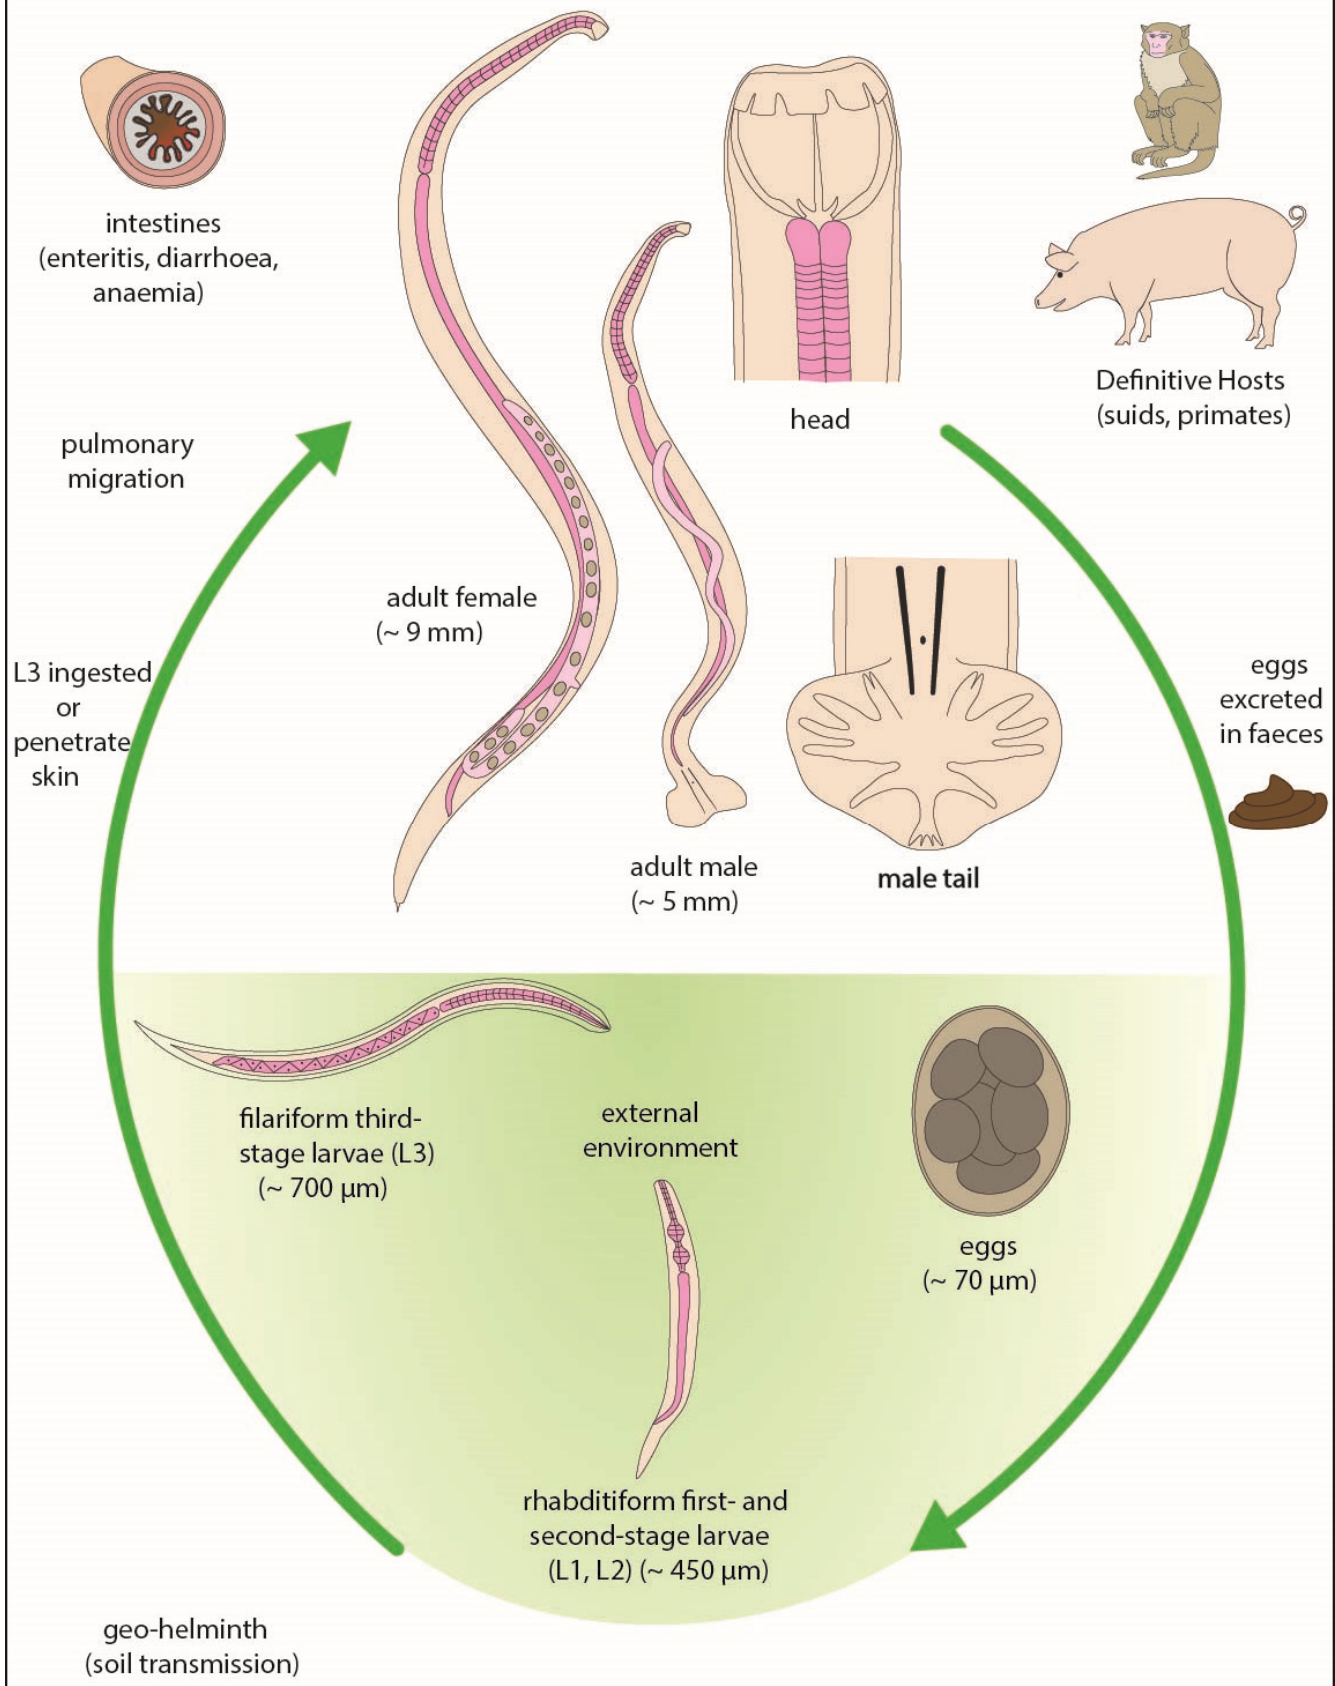 intestines
(enteritis, diarrhoea,
anaemia)
head
Definitive Hosts
(suids, primates)
pulmonary
migration
adult female
(~ 9 mm)
L3 ingested
or
penetrate
skin
eggs
excreted
in faeces
adult male
(~ 5 mm)
male tail
filariform third-
stage larvae (L3)
(~ 700 µm)
external
environment
eggs
(~ 70 µm)
rhabditiform first- and
second-stage larvae
(L1, L2) (~ 450 µm)
geo-helminth
(soil transmission)